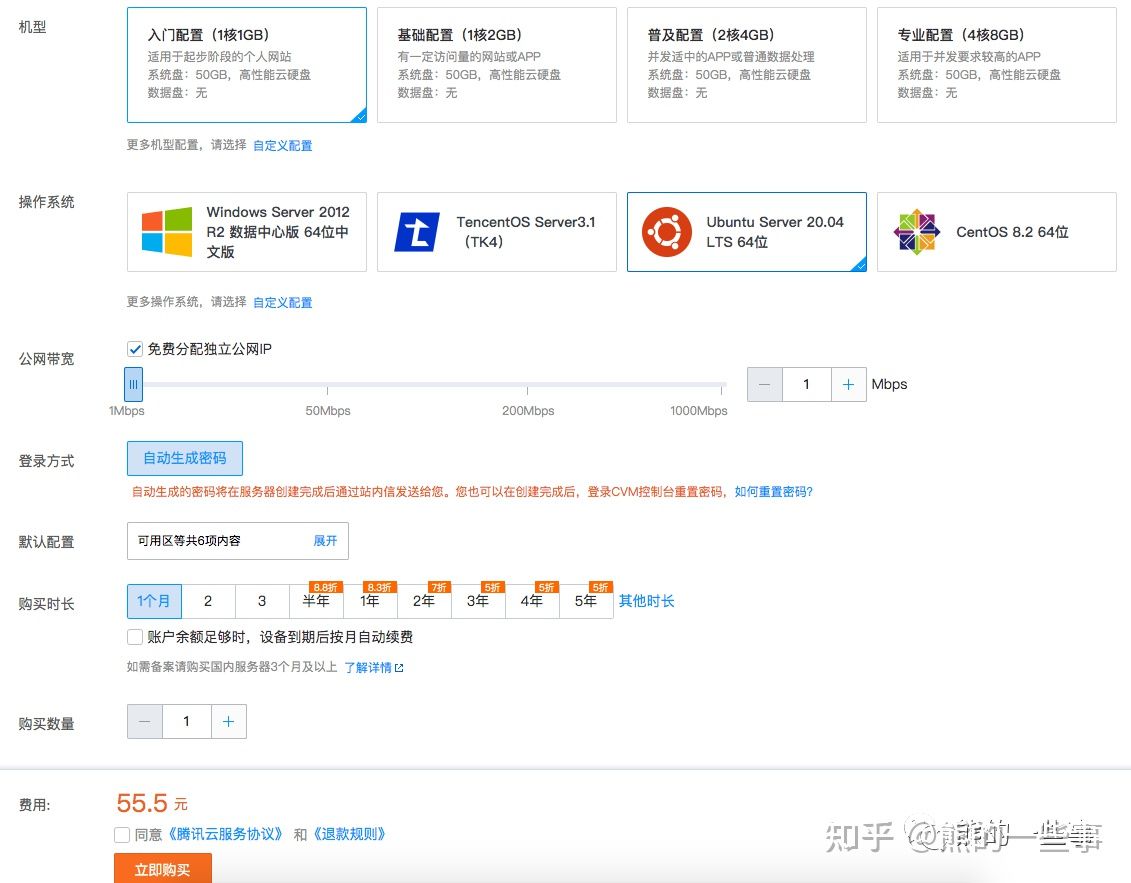 机型
入门配置（1核1GB）
适用于起步阶段的个人网站
系统盘：50GB，高性能云硬盘
数据盘：无
基础配置（1核2GB）
有一定访问量的网站或APP
系统盘：50GB，高性能云硬盘
数据盘：无
普及配置（2核4GB）
并发适中的APP或普通数据处理
系统盘：50GB，高性能云硬盘
数据盘：无
专业配置（4核8GB）
适用于并发要求较高的APP
系统盘：50GB，高性能云硬盘
数据盘：无
更多机型配置，请选择 自定义配置
操作系统
Windows Server 2012
R2 数据中心版 64位中
文版
TencentOS Server3.1
（TK4）
Ubuntu Server 20.04
LTS 64位
CentOS 8.2 64位
更多操作系统，请选择 自定义配置
公网带宽
免费分配独立公网IP
1 Mbps
1Mbps 50Mbps 200Mbps 1000Mbps
登录方式
自动生成密码
自动生成的密码将在服务器创建完成后通过站内信发送给您。您也可以在创建完成后，登录CVM控制台重置密码，如何重置密码?
默认配置
可用区等共6项内容 展开
购买时长
8.8折 8.3折 7折 5折 5折 5折
1个月 2 3 半年 1年 2年 3年 4年 5年 其他时长
账户余额足够时，设备到期后按月自动续费
如需备案请购买国内服务器3个月及以上 了解详情
购买数量
1
费用:
55.5 元
同意《腾讯云服务协议》 和《退款规则》
立即购买
知乎 @熊的一些事